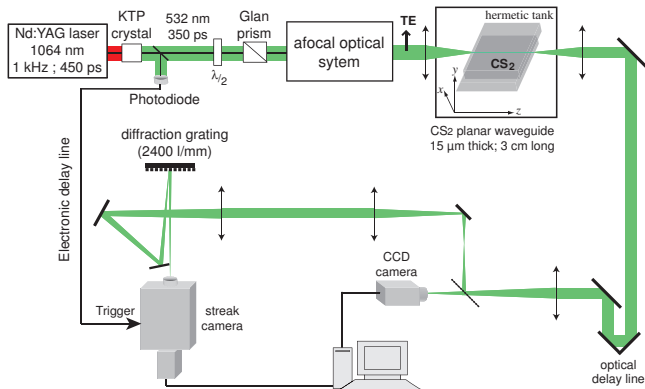 Nd:YAG laser
1064 nm
1 kHz ; 450 ps
KTP
crystal
532 nm
350 ps
Glan
prism
λ/2
Photodiode
afocal optical
sytem
TE
hermetic tank
CS2
y
x
z
CS2 planar waveguide
15 µm thick; 3 cm long
Electronic delay line
diffraction grating
(2400 l/mm)
Trigger
streak
camera
CCD
camera
optical
delay line